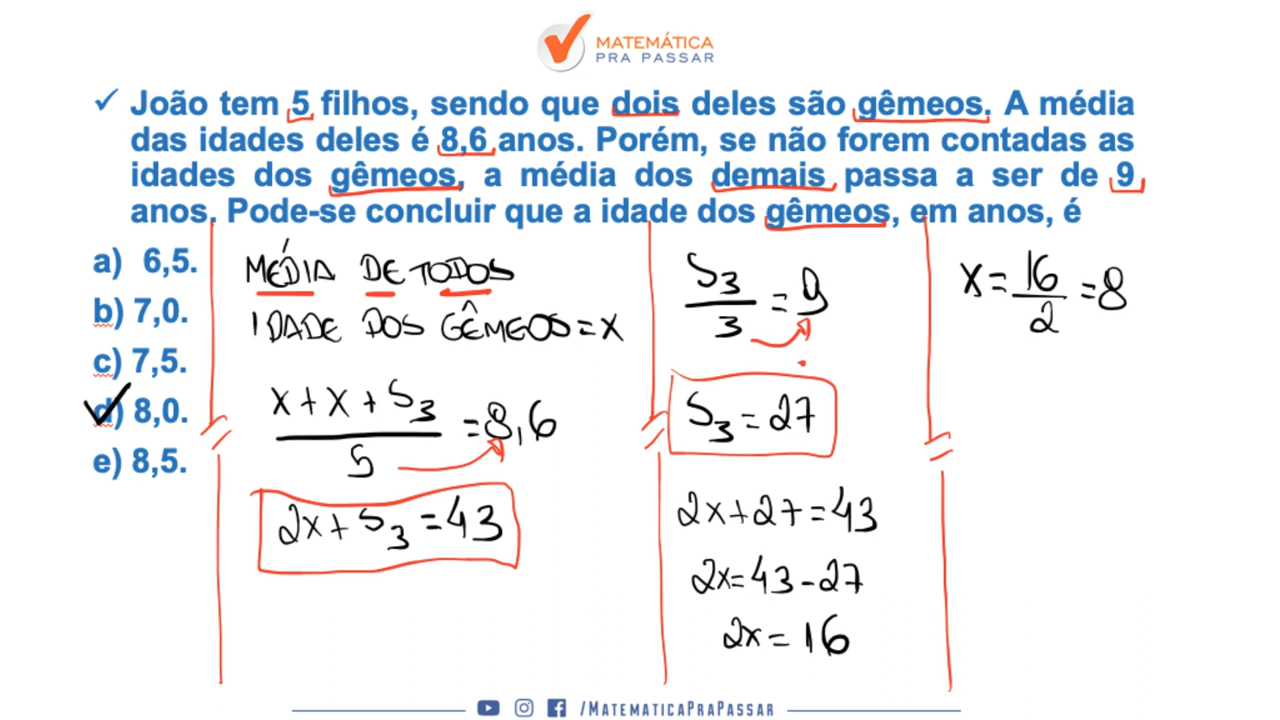 MATEMÁTICA
PRA PASSAR
João tem 5 filhos, sendo que dois deles são gêmeos. A média
das idades deles é 8,6 anos. Porém, se não forem contadas as
idades dos gêmeos, a média dos demais passa a ser de 9
anos. Pode-se concluir que a idade dos gêmeos, em anos, é
a) 6,5.
b) 7,0.
c) 7,5.
d) 8,0.
e) 8,5.
MÉDIA DE TODOS
IDADE DOS GÊMEOS = X
X + X + S3
5
= 8,6
2X + S3 = 43
S3
3
= 9
S3 = 27
2X + 27 = 43
2X = 43 - 27
2X = 16
X = 16
2
= 8
/MATEMATICAPRAPASSAR